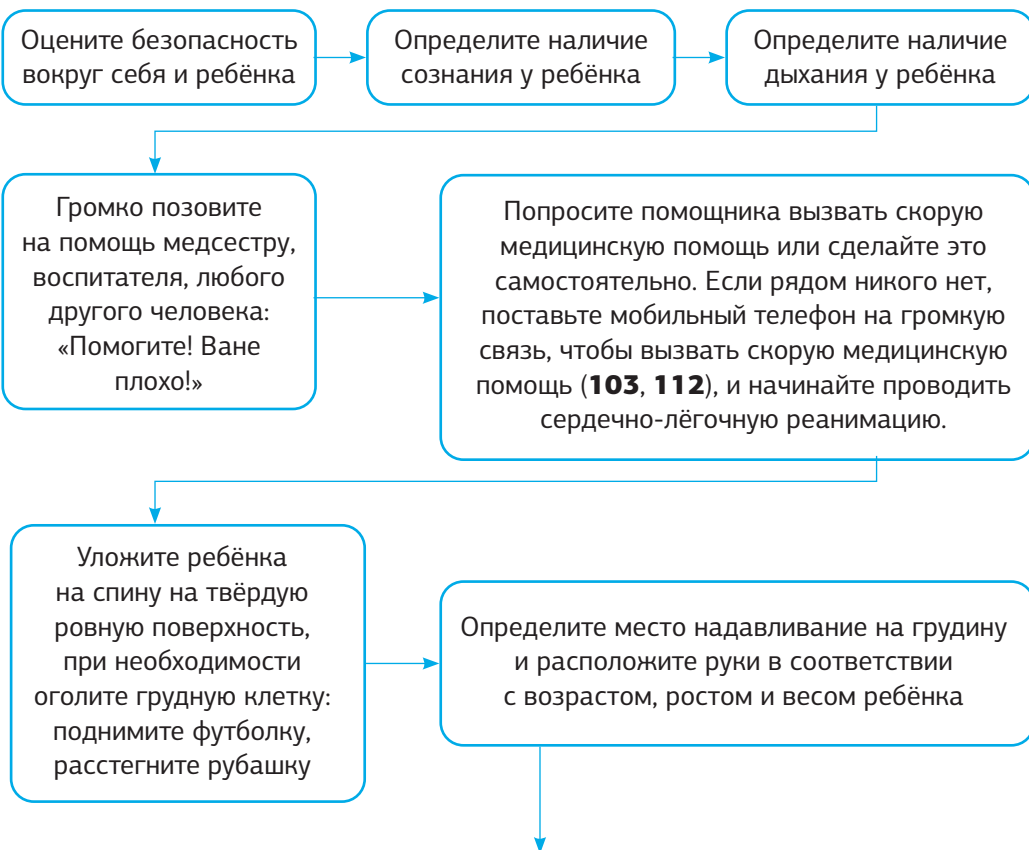 Оцените безопасность
вокруг себя и ребёнка
Определите наличие
сознания у ребёнка
Определите наличие
дыхания у ребёнка
Громко позовите
на помощь медсестру,
воспитателя, любого
другого человека:
«Помогите! Ване
плохо!»
Попросите помощника вызвать скорую
медицинскую помощь или сделайте это
самостоятельно. Если рядом никого нет,
поставьте мобильный телефон на громкую
связь, чтобы вызвать скорую медицинскую
помощь (103, 112), и начинайте проводить
сердечно-лёгочную реанимацию.
Уложите ребёнка
на спину на твёрдую
ровную поверхность,
при необходимости
оголите грудную клетку:
поднимите футболку,
расстегните рубашку
Определите место надавливание на грудину
и расположите руки в соответствии
с возрастом, ростом и весом ребёнка